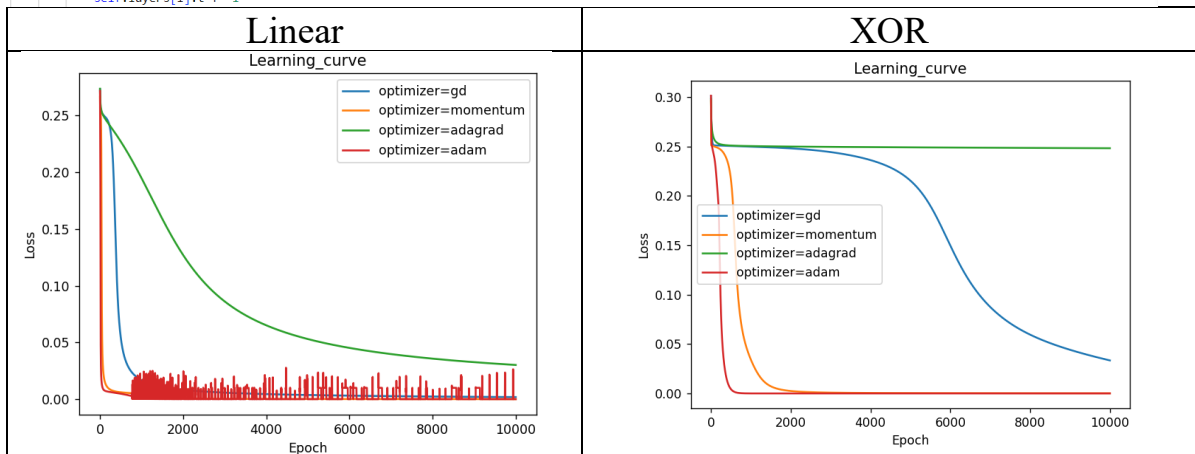 Linear
XOR
Learning_curve
optimizer=gd
optimizer=momentum
optimizer=adagrad
optimizer=adam
Loss
0.25
0.20
0.15
0.10
0.05
0.00
0 2000 4000 6000 8000 10000
Epoch
Learning_curve
optimizer=gd
optimizer=momentum
optimizer=adagrad
optimizer=adam
Loss
0.30
0.25
0.20
0.15
0.10
0.05
0.00
0 2000 4000 6000 8000 10000
Epoch